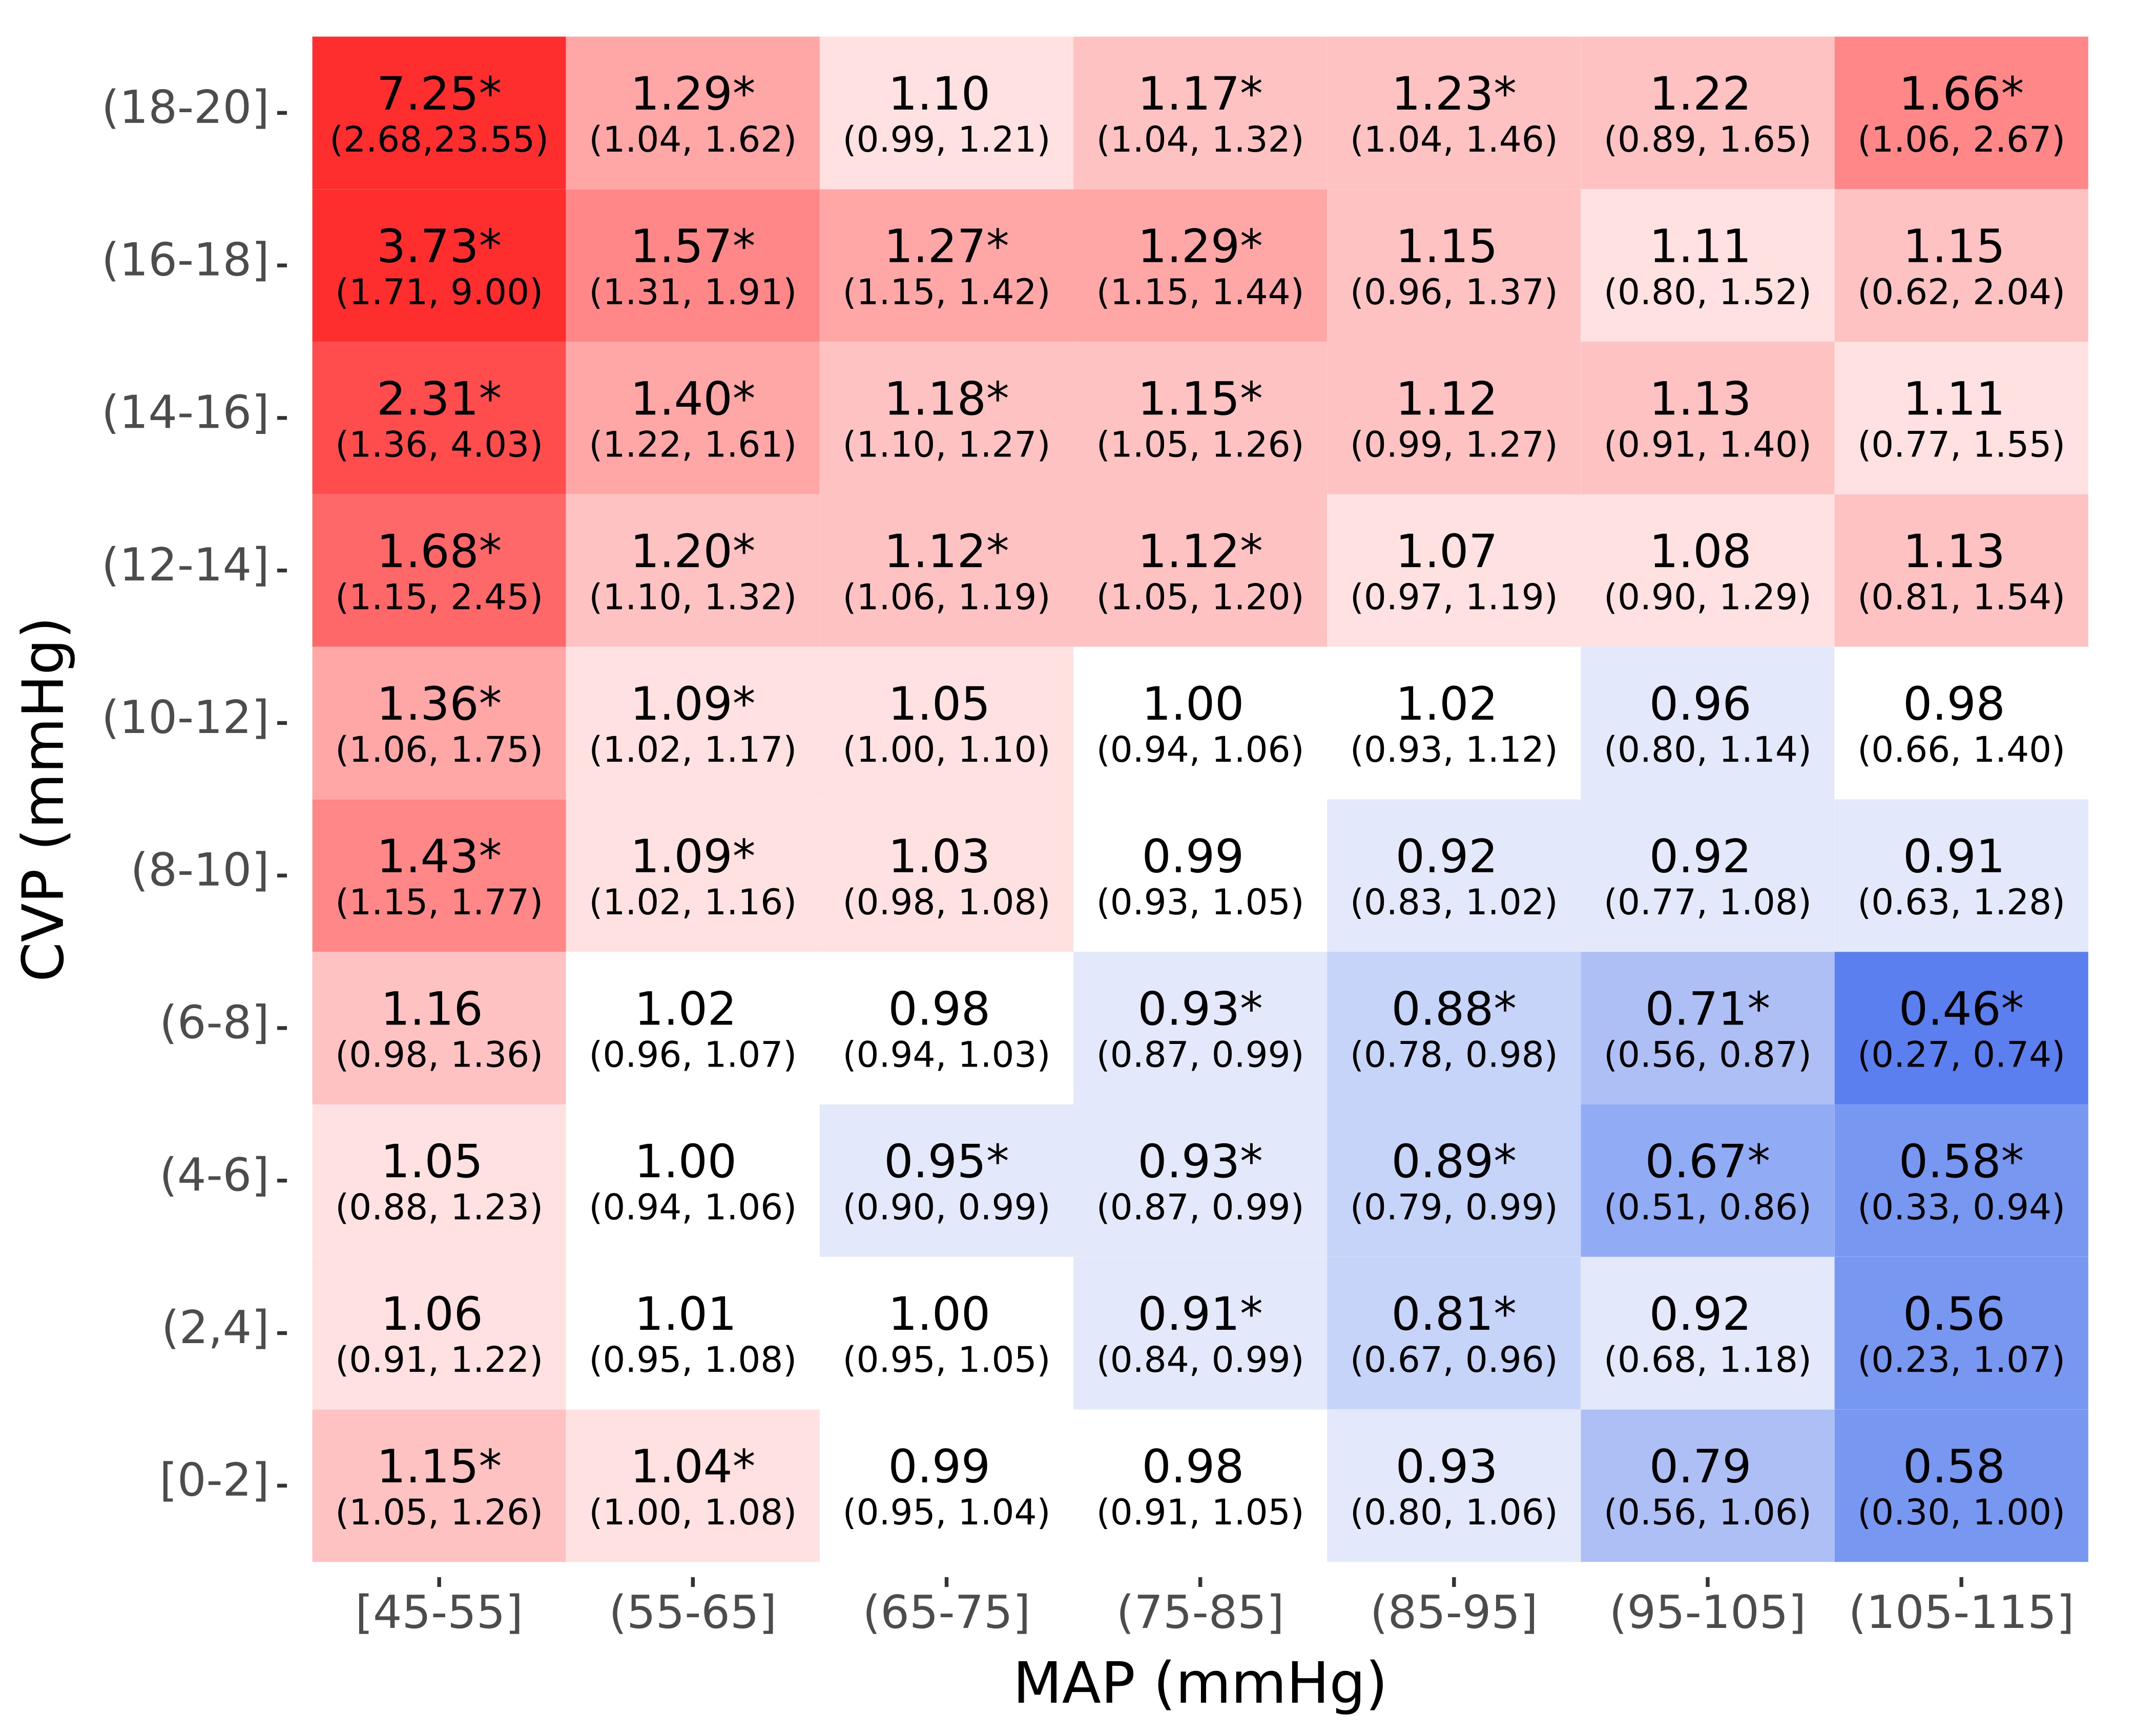 (18-20]
7.25* 1.29* 1.10 1.17* 1.23* 1.22 1.66*
(2.68,23.55) (1.04, 1.62) (0.99, 1.21) (1.04, 1.32) (1.04, 1.46) (0.89, 1.65) (1.06, 2.67)
(16-18]
3.73* 1.57* 1.27* 1.29* 1.15 1.11 1.15
(1.71, 9.00) (1.31, 1.91) (1.15, 1.42) (1.15, 1.44) (0.96, 1.37) (0.80, 1.52) (0.62, 2.04)
(14-16]
2.31* 1.40* 1.18* 1.15* 1.12 1.13 1.11
(1.36, 4.03) (1.22, 1.61) (1.10, 1.27) (1.05, 1.26) (0.99, 1.27) (0.91, 1.40) (0.77, 1.55)
(12-14]
1.68* 1.20* 1.12* 1.12* 1.07 1.08 1.13
(1.15, 2.45) (1.10, 1.32) (1.06, 1.19) (1.05, 1.20) (0.97, 1.19) (0.90, 1.29) (0.81, 1.54)
(10-12]
1.36* 1.09* 1.05 1.00 1.02 0.96 0.98
(1.06, 1.75) (1.02, 1.17) (1.00, 1.10) (0.94, 1.06) (0.93, 1.12) (0.80, 1.14) (0.66, 1.40)
(8-10]
1.43* 1.09* 1.03 0.99 0.92 0.92 0.91
(1.15, 1.77) (1.02, 1.16) (0.98, 1.08) (0.93, 1.05) (0.83, 1.02) (0.77, 1.08) (0.63, 1.28)
(6-8]
1.16 1.02 0.98 0.93* 0.88* 0.71* 0.46*
(0.98, 1.36) (0.96, 1.07) (0.94, 1.03) (0.87, 0.99) (0.78, 0.98) (0.56, 0.87) (0.27, 0.74)
(4-6]
1.05 1.00 0.95* 0.93* 0.89* 0.67* 0.58*
(0.88, 1.23) (0.94, 1.06) (0.90, 0.99) (0.87, 0.99) (0.79, 0.99) (0.51, 0.86) (0.33, 0.94)
(2,4]
1.06 1.01 1.00 0.91* 0.81* 0.92 0.56
(0.91, 1.22) (0.95, 1.08) (0.95, 1.05) (0.84, 0.99) (0.67, 0.96) (0.68, 1.18) (0.23, 1.07)
[0-2]
1.15* 1.04* 0.99 0.98 0.93 0.79 0.58
(1.05, 1.26) (1.00, 1.08) (0.95, 1.04) (0.91, 1.05) (0.80, 1.06) (0.56, 1.06) (0.30, 1.00)
[45-55] (55-65] (65-75] (75-85] (85-95] (95-105] (105-115]
MAP (mmHg)
CVP (mmHg)